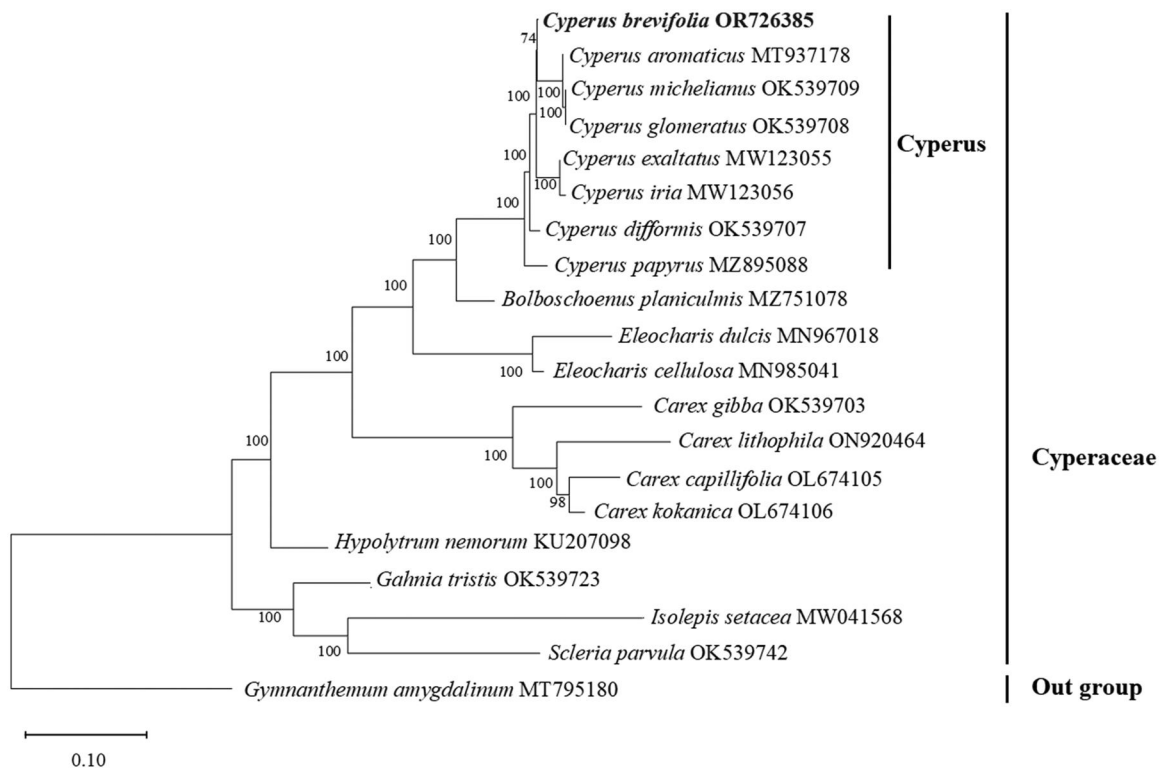 Cyperus brevifolia OR726385
74
Cyperus aromaticus MT937178
100
100
Cyperus michelianus OK539709
100
Cyperus glomeratus OK539708
Cyperus
100
Cyperus exaltatus MW123055
100
Cyperus iria MW123056
100
Cyperus difformis OK539707
100
Cyperus papyrus MZ895088
100
Bolboschoenus planiculmis MZ751078
Eleocharis dulcis MN967018
100
100
Eleocharis cellulosa MN985041
Carex gibba OK539703
100
Carex lithophila ON920464
100
Cyperaceae
100
Carex capillifolia OL674105
98
Carex kokanica OL674106
Hypolytrum nemorum KU207098
Gahnia tristis OK539723
100
Isolepis setacea MW041568
100
Scleria parvula OK539742
Gymnanthemum amygdalinum MT795180
Out group
0.10